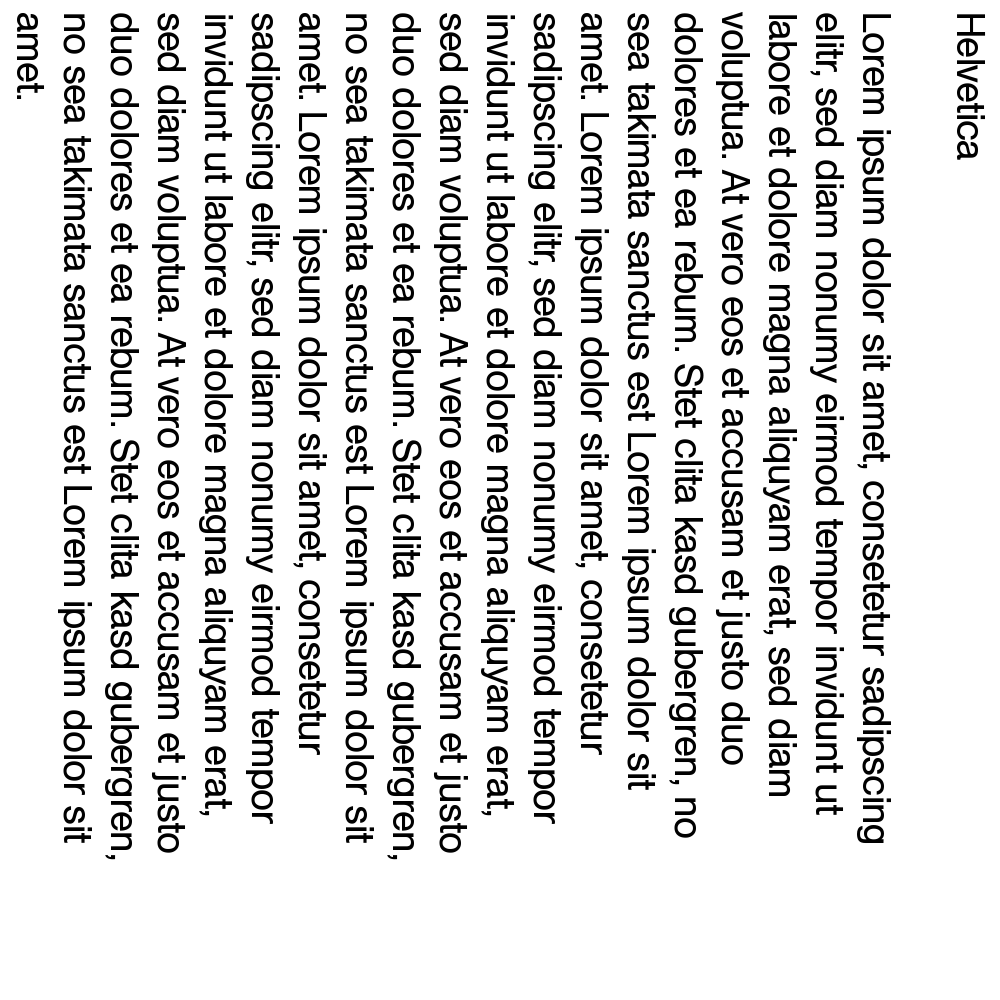 Helvetica
Lorem ipsum dolor sit amet, consetetur sadipscing
elitr, sed diam nonumy eirmod tempor invidunt ut
labore et dolore magna aliquyam erat, sed diam
voluptua. At vero eos et accusam et justo duo
dolores et ea rebum. Stet clita kasd gubergren, no
sea takimata sanctus est Lorem ipsum dolor sit
amet. Lorem ipsum dolor sit amet, consetetur
sadipscing elitr, sed diam nonumy eirmod tempor
invidunt ut labore et dolore magna aliquyam erat,
sed diam voluptua. At vero eos et accusam et justo
duo dolores et ea rebum. Stet clita kasd gubergren,
no sea takimata sanctus est Lorem ipsum dolor sit
amet. Lorem ipsum dolor sit amet, consetetur
sadipscing elitr, sed diam nonumy eirmod tempor
invidunt ut labore et dolore magna aliquyam erat,
sed diam voluptua. At vero eos et accusam et justo
duo dolores et ea rebum. Stet clita kasd gubergren,
no sea takimata sanctus est Lorem ipsum dolor sit
amet.